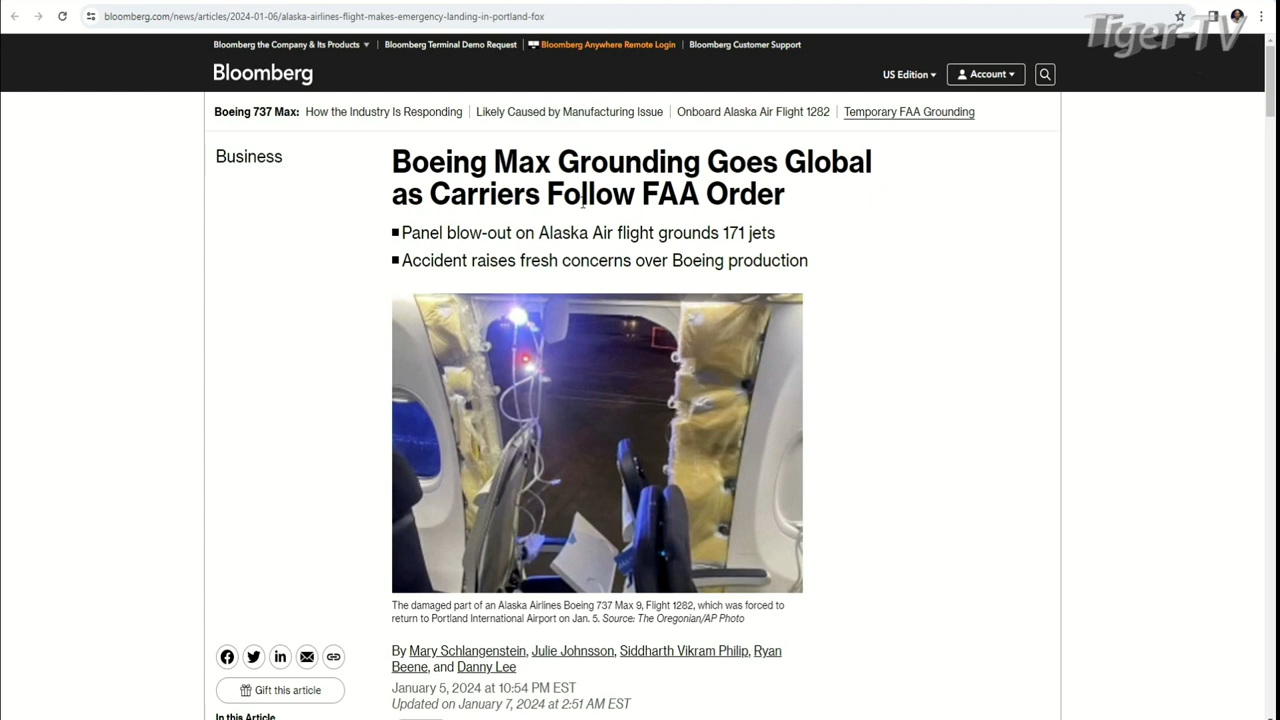 bloomberg.com/news/articles/2024-01-06/alaska-airlines-flight-makes-emergency-landing-in-portland-fox
Tiger-TV
Bloomberg the Company & Its Products Bloomberg Terminal Demo Request Bloomberg Anywhere Remote Login Bloomberg Customer Support
Bloomberg
US Edition Account
Boeing 737 Max: How the Industry Is Responding Likely Caused by Manufacturing Issue Onboard Alaska Air Flight 1282 Temporary FAA Grounding
Business
Boeing Max Grounding Goes Global
as Carriers Follow FAA Order
Panel blow-out on Alaska Air flight grounds 171 jets
Accident raises fresh concerns over Boeing production
The damaged part of an Alaska Airlines Boeing 737 Max 9, Flight 1282, which was forced to
return to Portland International Airport on Jan. 5. Source: The Oregonian/AP Photo
By Mary Schlangenstein, Julie Johnsson, Siddharth Vikram Philip, Ryan
Beene, and Danny Lee
January 5, 2024 at 10:54 PM EST
Updated on January 7, 2024 at 2:51 AM EST
Gift this article
In this Article